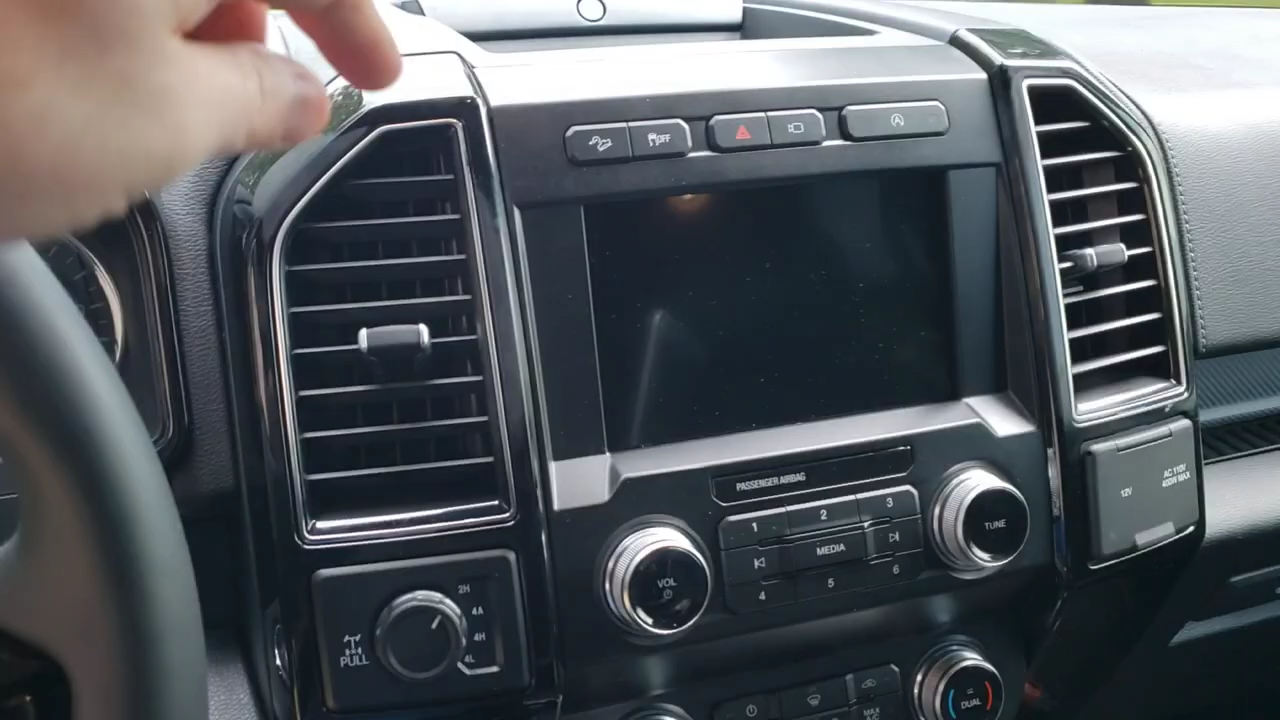 OFF
A
PASSENGER AIRBAG
1
2
3
VOL
MEDIA
TUNE
4
5
6
12V
AC 110V
400W MAX
2H
4A
4H
4L
PULL
MAX
A/C
DUAL